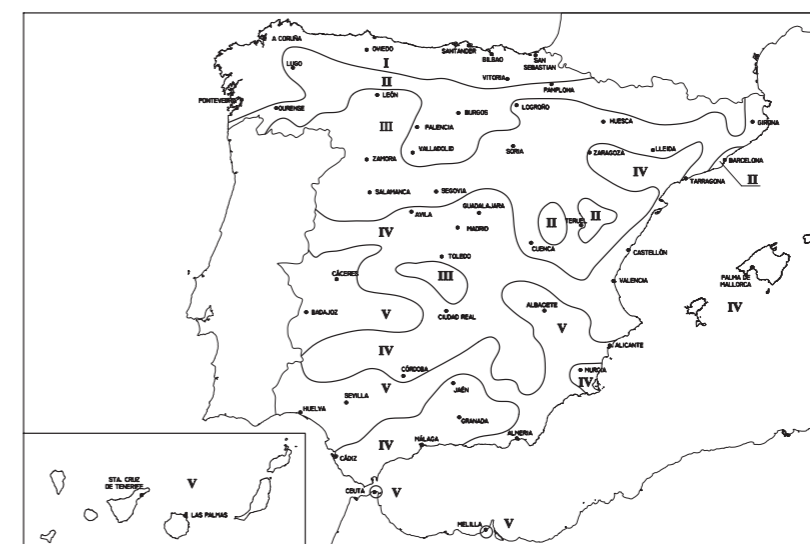 A CORUÑA
OVIEDO
SANTANDER
BILBAO
SAN
SEBASTIAN
LUGO
I
VITORIA
II
PAMPLONA
PONTEVEDRA
OURENSE
LEÓN
LOGROÑO
BURGOS
HUESCA
GIRONA
III
PALENCIA
VALLADOLID
SORIA
ZARAGOZA
LLEIDA
BARCELONA
ZAMORA
IV
TARRAGONA
II
SALAMANCA
SEGOVIA
AVILA
GUADALAJARA
II
TERUEL
II
IV
MADRID
CUENCA
TOLEDO
CASTELLÓN
CÁCERES
III
VALENCIA
PALMA DE
MALLORCA
ALBACETE
IV
BADAJOZ
V
CIUDAD REAL
V
IV
ALICANTE
CÓRDOBA
MURCIA
V
JAÉN
IV
SEVILLA
HUELVA
GRANADA
IV
MÁLAGA
ALMERIA
CÁDIZ
STA. CRUZ
DE TENERIFE
V
CEUTA
V
LAS PALMAS
MELILLA
V